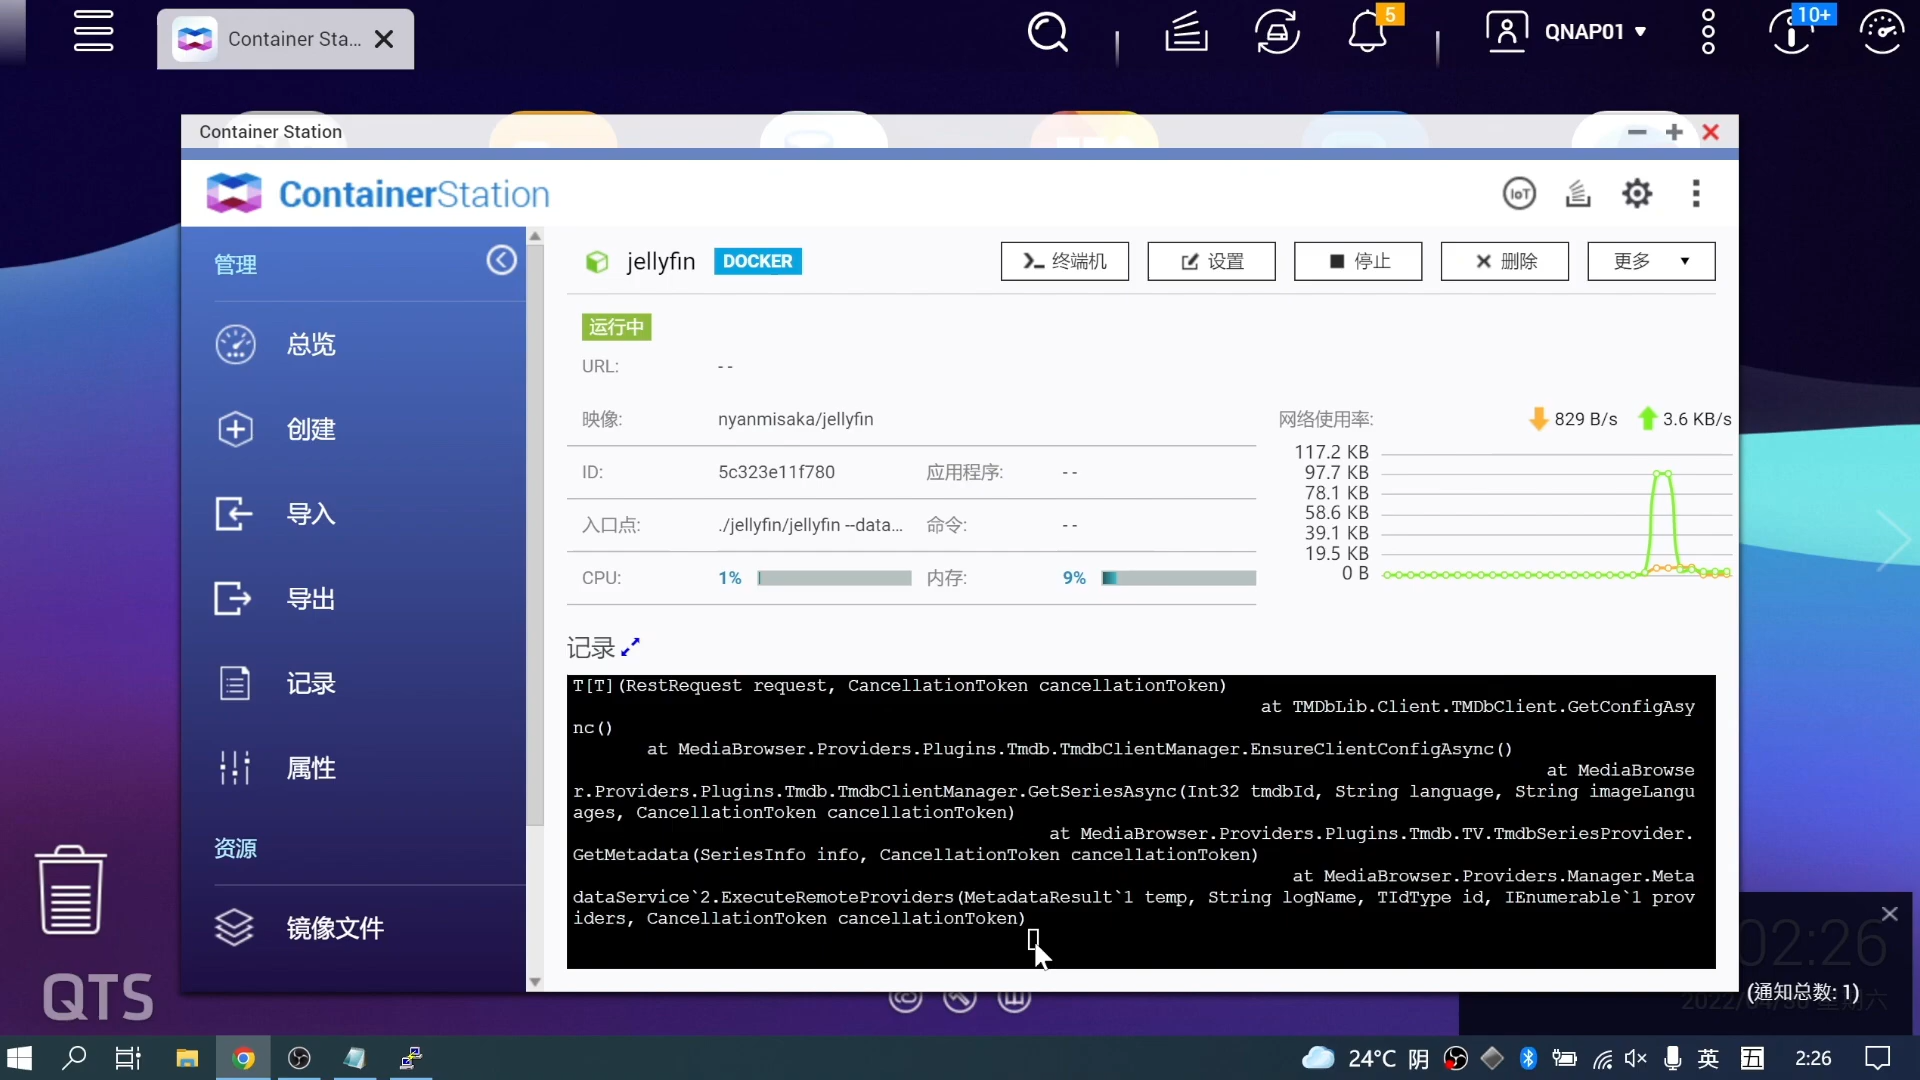 Container Sta...
5
QNAP01
10+
Container Station
ContainerStation
IoT
管理
总览
创建
导入
导出
记录
属性
资源
镜像文件
jellyfin
DOCKER
终端机
设置
停止
删除
更多
运行中
URL:
--
映像:
nyanmisaka/jellyfin
ID:
5c323e11f780
应用程序:
--
入口点:
./jellyfin/jellyfin --data...
命令:
--
CPU:
1%
内存:
9%
网络使用率:
829 B/s
3.6 KB/s
117.2 KB
97.7 KB
78.1 KB
58.6 KB
39.1 KB
19.5 KB
0 B
记录
T[T](RestRequest request, CancellationToken cancellationToken)
at TMDbLib.Client.TMDbClient.GetConfigAsy
nc()
at MediaBrowser.Providers.Plugins.Tmdb.TmdbClientManager.EnsureClientConfigAsync()
at MediaBrowse
r.Providers.Plugins.Tmdb.TmdbClientManager.GetSeriesAsync(Int32 tmdbId, String language, String imageLangu
ages, CancellationToken cancellationToken)
at MediaBrowser.Providers.Plugins.Tmdb.TV.TmdbSeriesProvider.
GetMetadata(SeriesInfo info, CancellationToken cancellationToken)
at MediaBrowser.Providers.Manager.Meta
dataService`2.ExecuteRemoteProviders(MetadataResult`1 temp, String logName, TIdType id, IEnumerable`1 prov
iders, CancellationToken cancellationToken)
QTS
02:26
(通知总数: 1)
24°C 阴
英
五
2:26